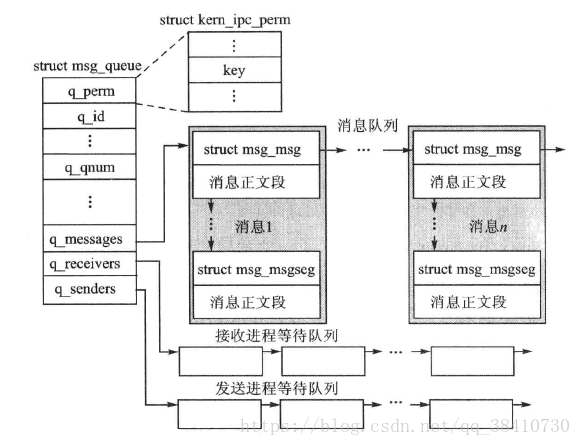 struct kern_ipc_perm
⋮
key
⋮
struct msg_queue
q_perm
q_id
⋮
q_qnum
⋮
q_messages
q_receivers
q_senders
消息队列
struct msg_msg
消息正文段
⋮
消息1
struct msg_msgseg
消息正文段
…
struct msg_msg
消息正文段
⋮
消息n
struct msg_msgseg
消息正文段
接收进程等待队列
…
发送进程等待队列
…
https://blog.csdn.net/qq_38410730